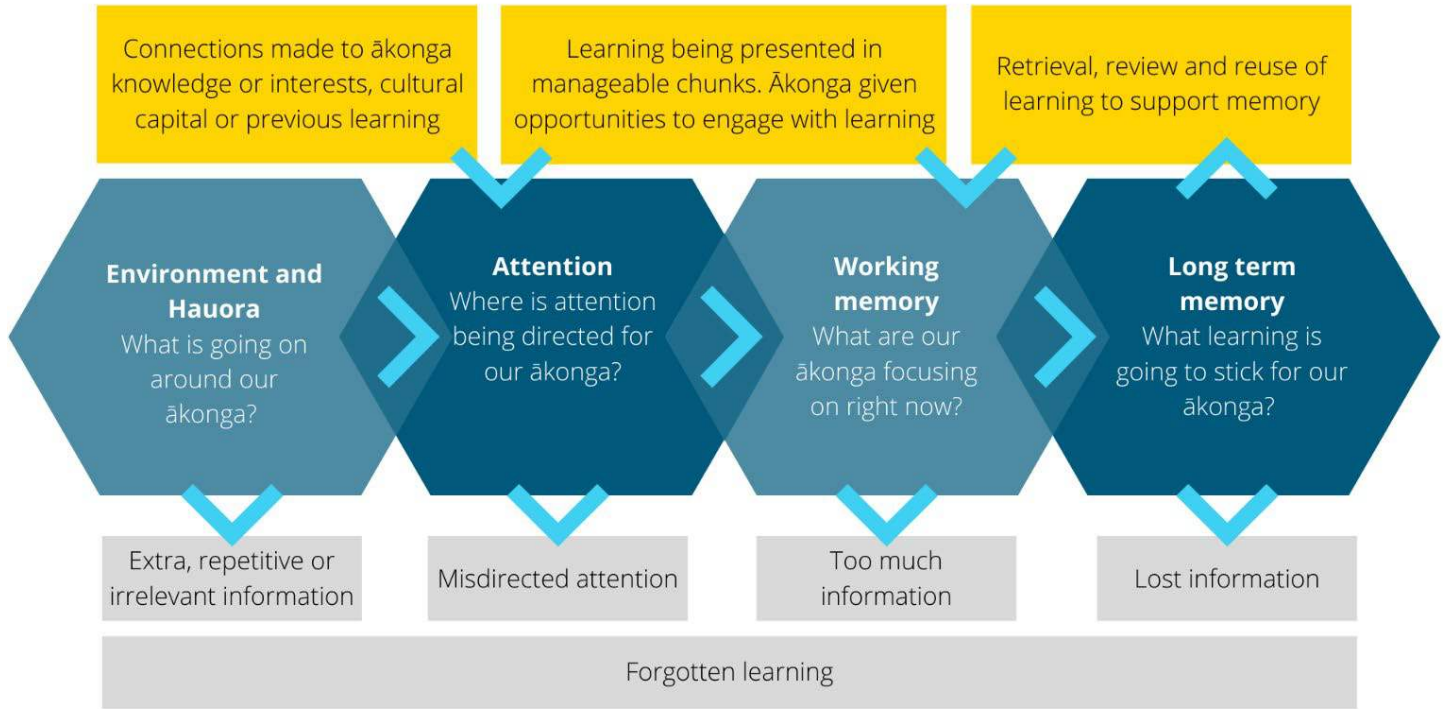 Connections made to ākonga
knowledge or interests, cultural
capital or previous learning
Learning being presented in
manageable chunks. Ākonga given
opportunities to engage with learning
Retrieval, review and reuse of
learning to support memory
Environment and
Hauora
What is going on
around our
ākonga?
Attention
Where is attention
being directed for
our ākonga?
Working
memory
What are our
ākonga focusing
on right now?
Long term
memory
What learning is
going to stick for our
ākonga?
Extra, repetitive or
irrelevant information
Misdirected attention
Too much
information
Lost information
Forgotten learning